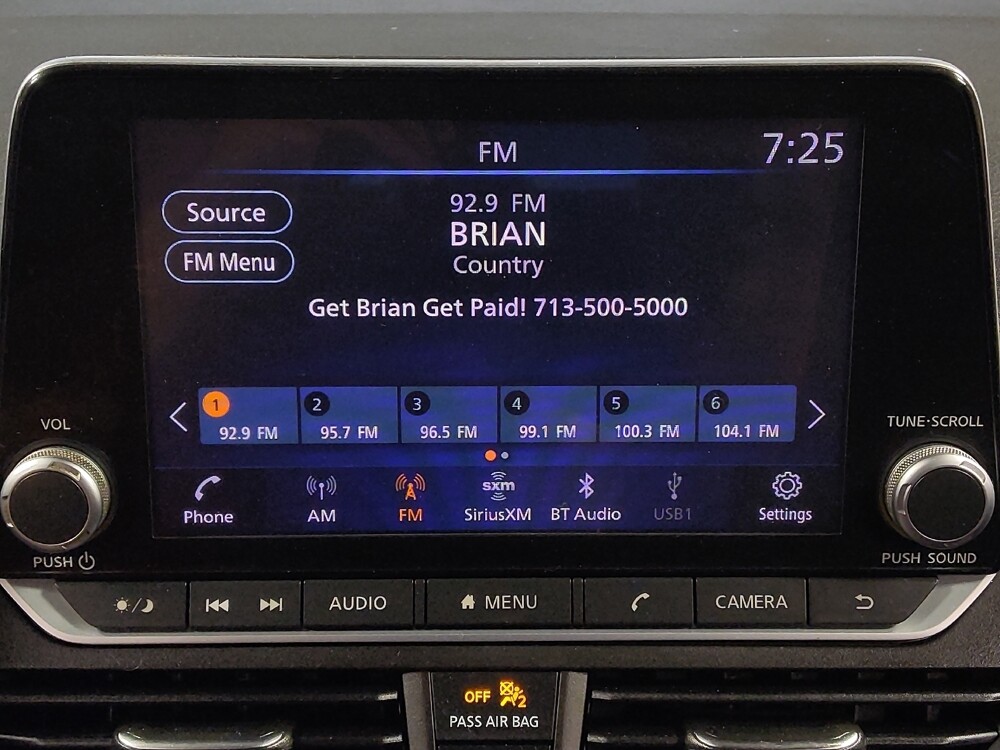 FM
7:25
Source
FM Menu
92.9 FM
BRIAN
Country
Get Brian Get Paid! 713-500-5000
1
92.9 FM
2
95.7 FM
3
96.5 FM
4
99.1 FM
5
100.3 FM
6
104.1 FM
VOL
TUNE·SCROLL
Phone
AM
FM
sxm
SiriusXM
BT Audio
USB1
Settings
PUSH
PUSH SOUND
AUDIO
MENU
CAMERA
OFF
2
PASS AIR BAG